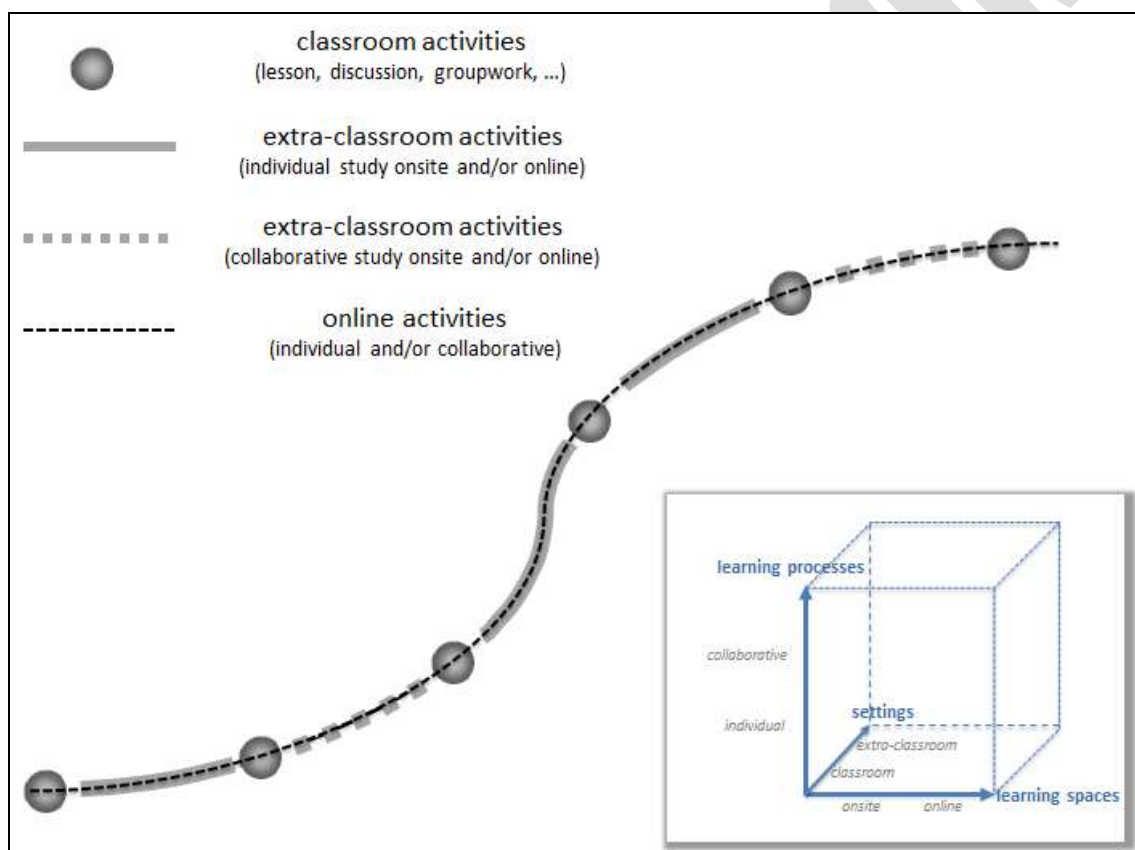 classroom activities
(lesson, discussion, groupwork, ...)
extra-classroom activities
(individual study onsite and/or online)
extra-classroom activities
(collaborative study onsite and/or online)
online activities
(individual and/or collaborative)
learning processes
collaborative
individual
settings
extra-classroom
classroom
onsite online
learning spaces